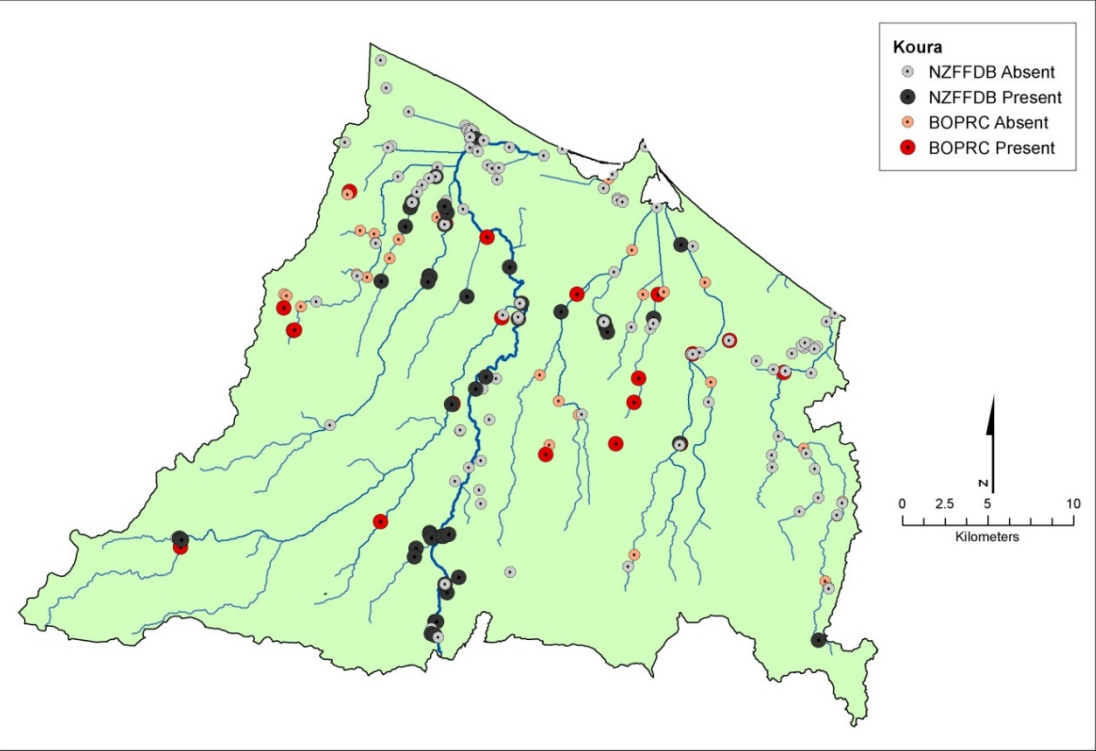 Koura
NZFFDB Absent
NZFFDB Present
BOPRC Absent
BOPRC Present
N
0 2.5 5 10
Kilometers